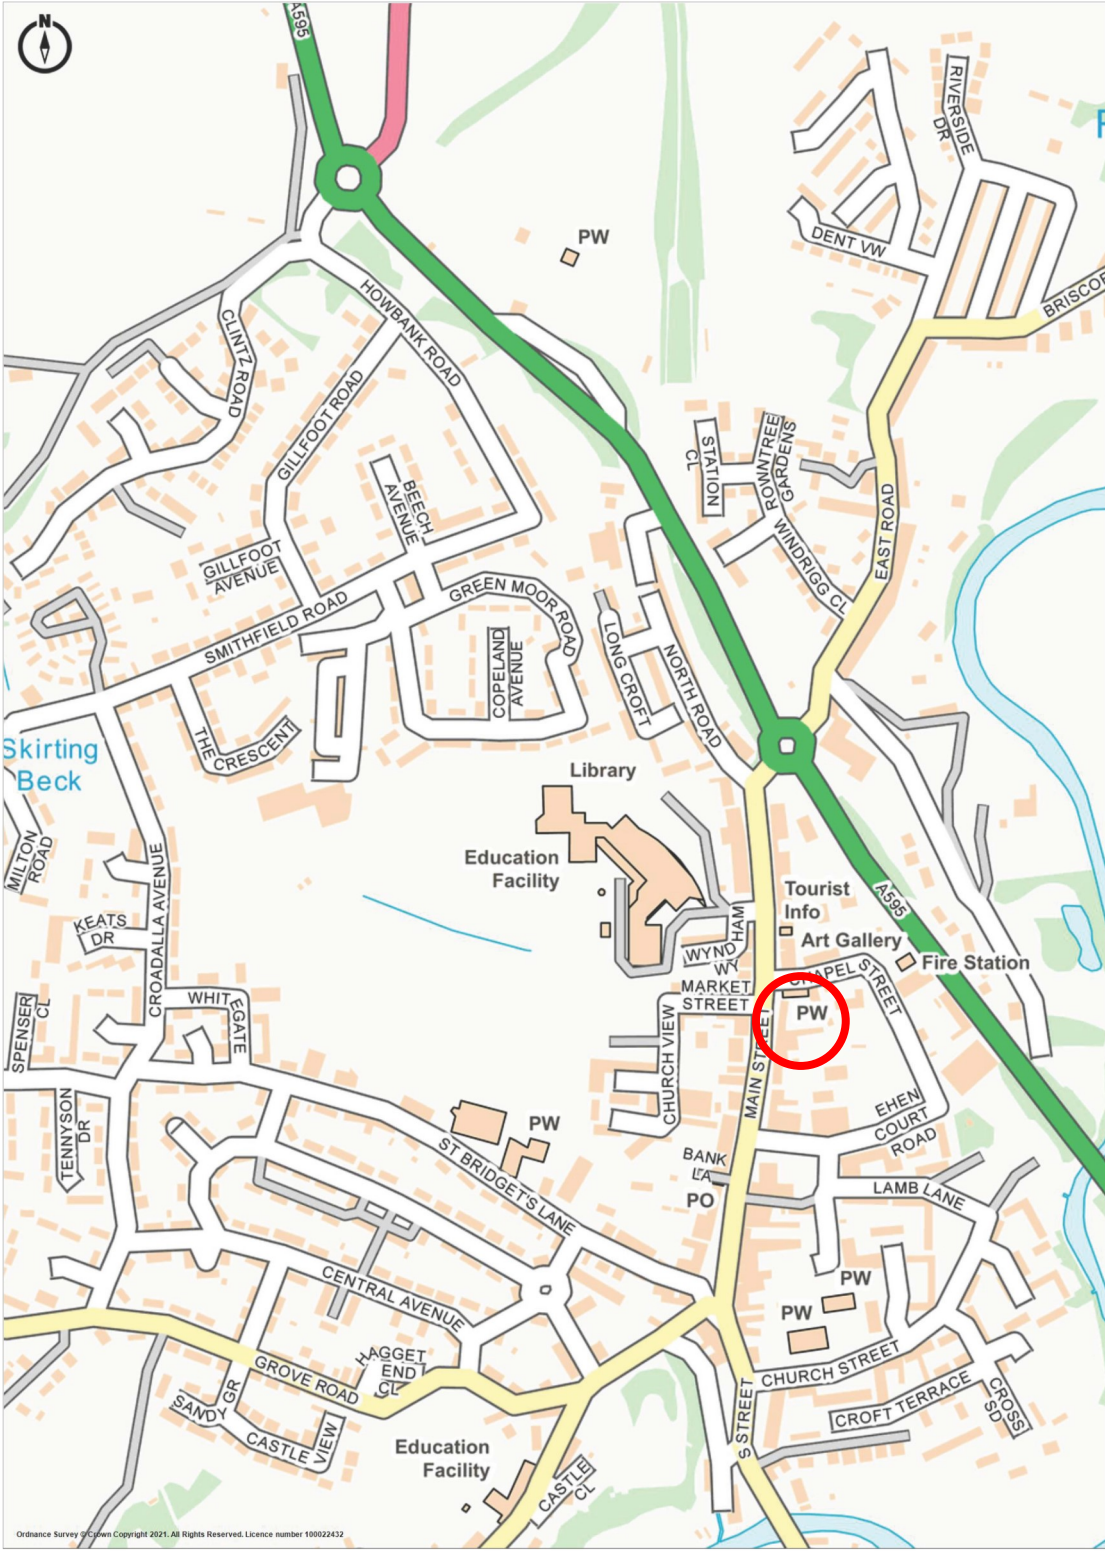 N
A595
RIVERSIDE
DR
PW
DENT VW
BRISCOE
HOWBANK ROAD
CLINTZ ROAD
GILLFOOT ROAD
STATION
CL
ROWNTREE
GARDENS
BEECH
AVENUE
WINDRIGG CL
EAST ROAD
GILLFOOT
AVENUE
SMITHFIELD ROAD
GREEN MOOR ROAD
COPELAND
AVENUE
LONG CROFT
NORTH ROAD
THE
CRESCENT
Skirting
Beck
Library
MILTON
ROAD
CROADALLA AVENUE
Education
Facility
Tourist
Info
A595
KEATS
DR
WYND
HAM
WY
Art Gallery
Fire Station
CHAPEL STREET
SPENSER
CL
WHITEGATE
MARKET
STREET
PW
CHURCH VIEW
MAIN STREET
TENNYSON
DR
PW
ST BRIDGET'S LANE
EHEN
COURT
ROAD
BANK
LA
PO
LAMB LANE
CENTRAL AVENUE
PW
PW
GROVE ROAD
HAGGET
END
CL
CHURCH STREET
SANDY GR
CASTLE
VIEW
CROFT TERRACE
CROSS
SD
S STREET
Education
Facility
CASTLE
CL
Ordnance Survey © Crown Copyright 2021. All Rights Reserved. Licence number 100022432